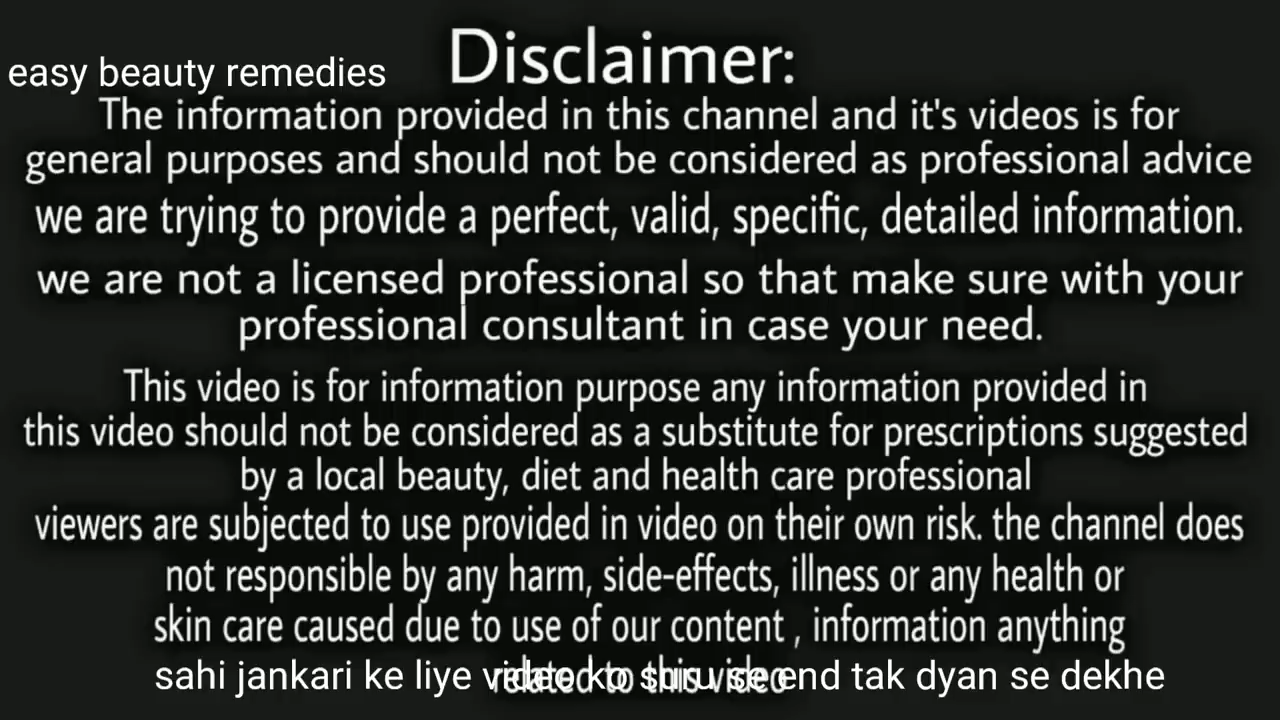 Disclaimer:
easy beauty remedies
The information provided in this channel and it's videos is for
general purposes and should not be considered as professional advice
we are trying to provide a perfect, valid, specific, detailed information.
we are not a licensed professional so that make sure with your
professional consultant in case your need.
This video is for information purpose any information provided in
this video should not be considered as a substitute for prescriptions suggested
by a local beauty, diet and health care professional
viewers are subjected to use provided in video on their own risk. the channel does
not responsible by any harm, side-effects, illness or any health or
skin care caused due to use of our content , information anything
related to this video
sahi jankari ke liye video ko shuru se end tak dyan se dekhe